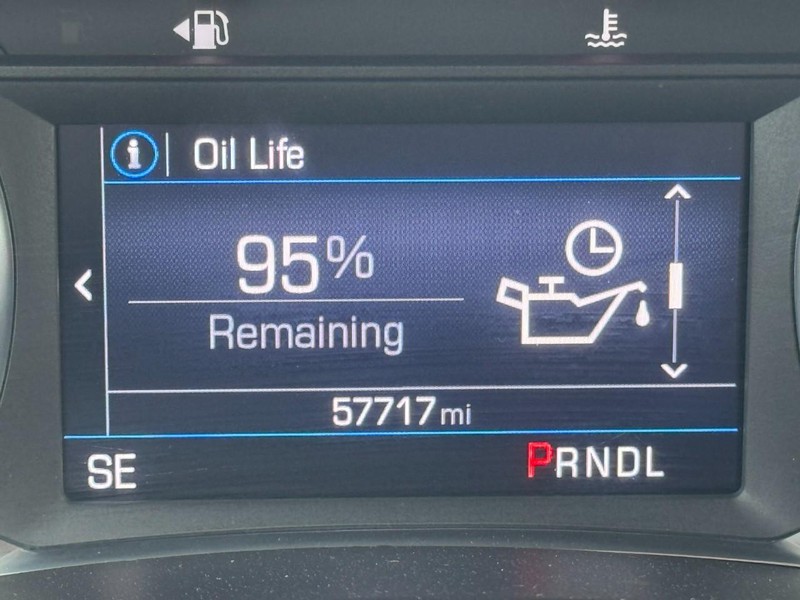 i Oil Life
95%
Remaining
57717 mi
SE PRNDL